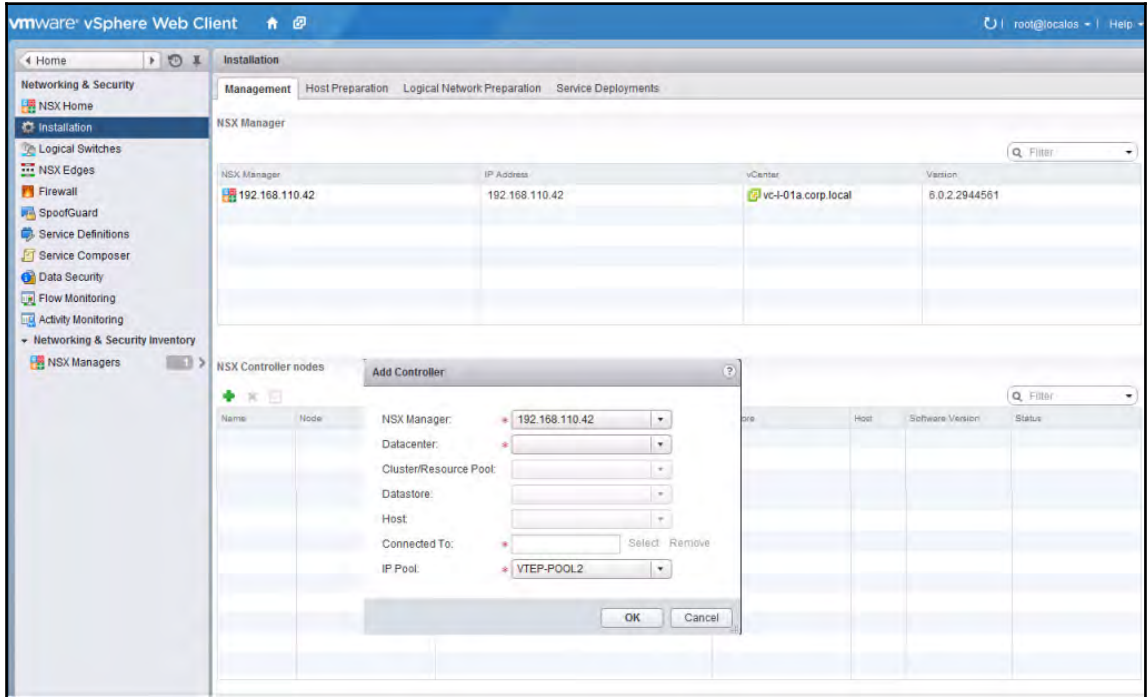 vmware vSphere Web Client
root@localos
Help
Home
Networking & Security
NSX Home
Installation
Logical Switches
NSX Edges
Firewall
SpoofGuard
Service Definitions
Service Composer
Data Security
Flow Monitoring
Activity Monitoring
Networking & Security Inventory
NSX Managers 1
Installation
Management Host Preparation Logical Network Preparation Service Deployments
NSX Manager
Filter
NSX Manager IP Address vCenter Version
192.168.110.42 192.168.110.42 vc-l-01a.corp.local 6.0.2.2944561
NSX Controller nodes
Filter
Name Node ore Host Software Version Status
Add Controller ?
NSX Manager: * 192.168.110.42
Datacenter: *
Cluster/Resource Pool:
Datastore:
Host:
Connected To: * Select Remove
IP Pool: * VTEP-POOL2
OK Cancel